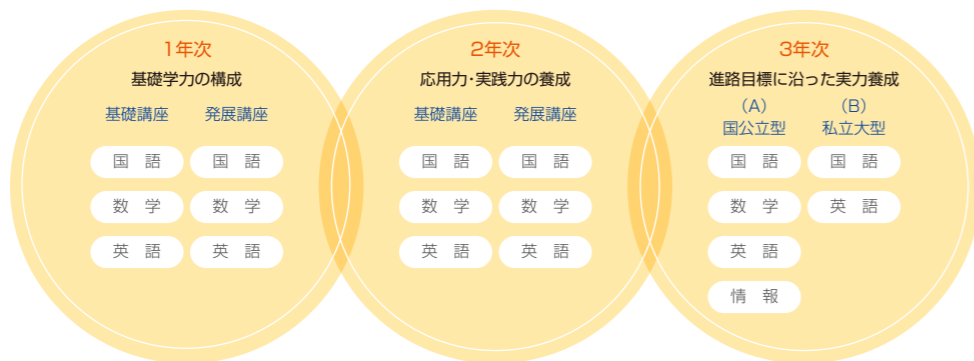 1年次
基礎学力の構成
基礎講座 発展講座
国 語 国 語
数 学 数 学
英 語 英 語
2年次
応用力・実践力の養成
基礎講座 発展講座
国 語 国 語
数 学 数 学
英 語 英 語
3年次
進路目標に沿った実力養成
(A) (B)
国公立型 私立大型
国 語 国 語
数 学 英 語
英 語
情 報